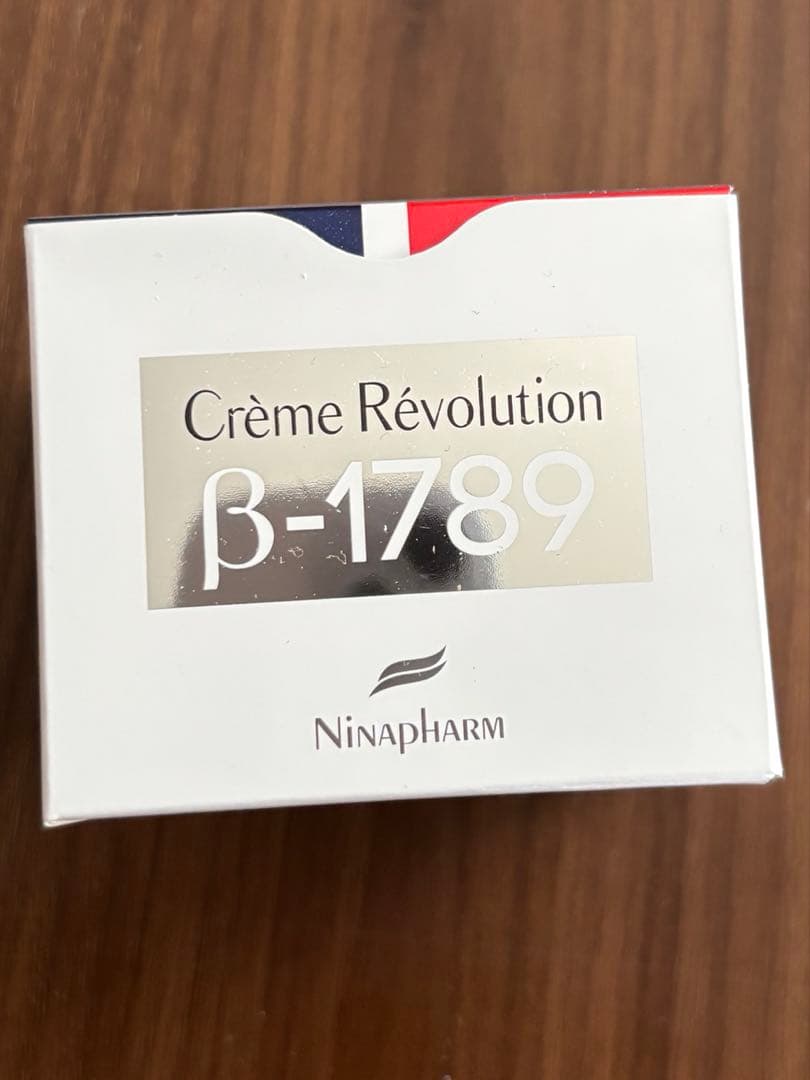 Crème Révolution
β-1789
NINAPHARM